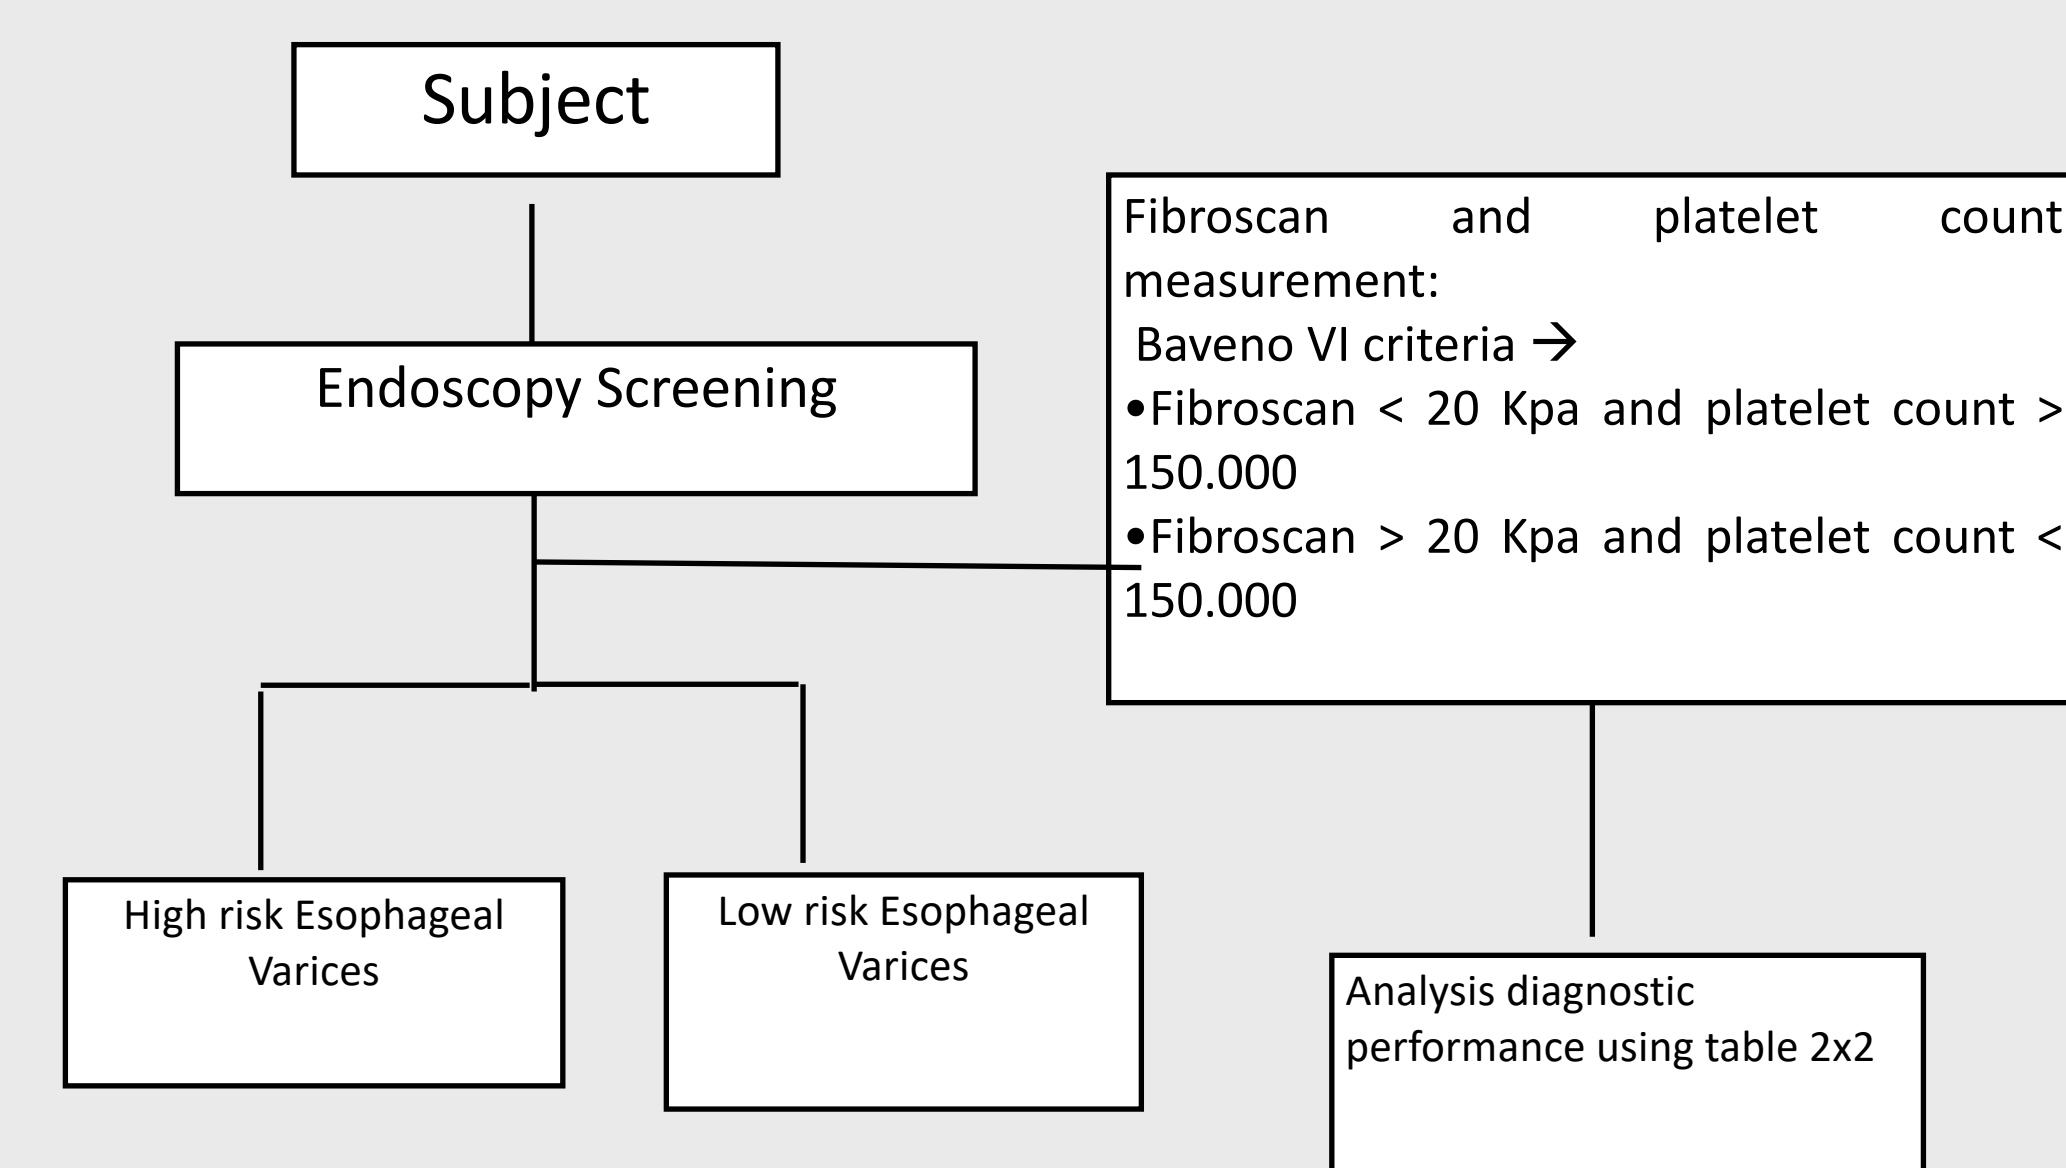 Subject
Endoscopy Screening
Fibroscan and platelet count
measurement:
Baveno VI criteria →
•Fibroscan < 20 Kpa and platelet count >
150.000
•Fibroscan > 20 Kpa and platelet count <
150.000
High risk Esophageal
Varices
Low risk Esophageal
Varices
Analysis diagnostic
performance using table 2x2